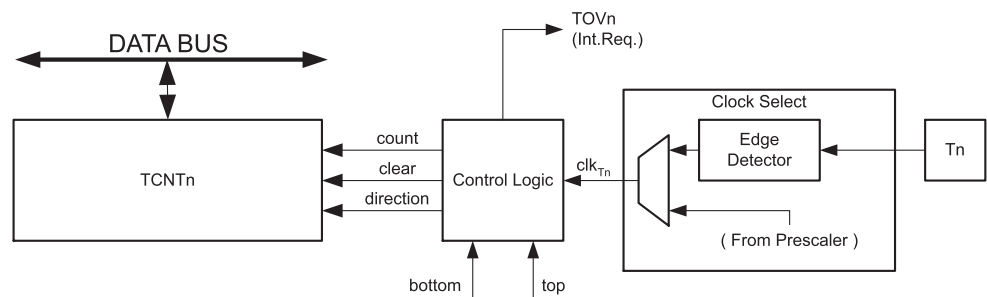 TOVn
(Int.Req.)
DATA BUS
Clock Select
count
Edge
Detector
Tn
TCNTn
clear
Control Logic
clkTn
direction
( From Prescaler )
bottom
top